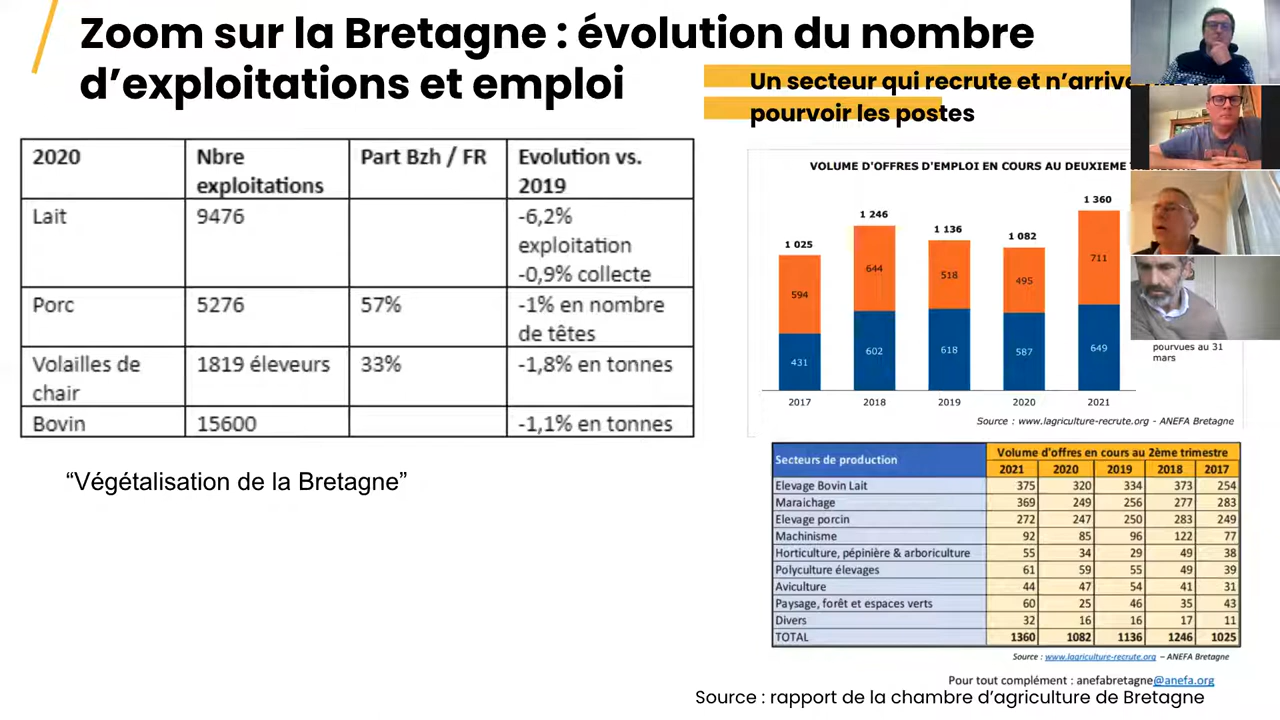 Zoom sur la Bretagne : évolution du nombre
d'exploitations et emploi
Un secteur qui recrute et n'arrive
pourvoir les postes
2020 Nbre exploitations Part Bzh / FR Evolution vs. 2019
Lait 9476 -6,2% exploitation -0,9% collecte
Porc 5276 57% -1% en nombre de têtes
Volailles de chair 1819 éleveurs 33% -1,8% en tonnes
Bovin 15600 -1,1% en tonnes
“Végétalisation de la Bretagne”
VOLUME D'OFFRES D'EMPLOI EN COURS AU DEUXIEME
1 025 1 246 1 136 1 082 1 360
594 644 518 495 711
431 602 618 587 649
2017 2018 2019 2020 2021
pourvues au 31
mars
Source : www.lagriculture-recrute.org - ANEFA Bretagne
Secteurs de production Volume d'offres en cours au 2ème trimestre
2021 2020 2019 2018 2017
Elevage Bovin Lait 375 320 334 373 254
Maraichage 369 249 256 277 283
Elevage porcin 272 247 250 283 249
Machinisme 92 85 96 122 77
Horticulture, pépinière & arboriculture 55 34 29 49 38
Polyculture élevages 61 59 55 49 39
Aviculture 44 47 54 41 31
Paysage, forêt et espaces verts 60 25 46 35 43
Divers 32 16 16 17 11
TOTAL 1360 1082 1136 1246 1025
Source : www.lagriculture-recrute.org – ANEFA Bretagne
Pour tout complément : anefabretagne@anefa.org
Source : rapport de la chambre d'agriculture de Bretagne